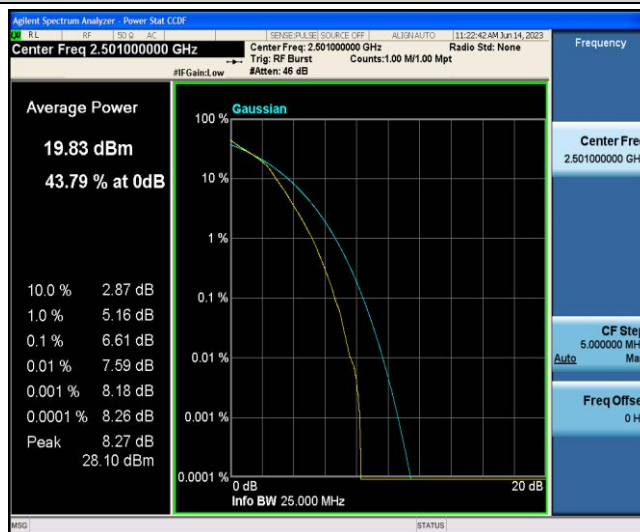 Agilent Spectrum Analyzer - Power Stat CCDF
RL RF 50 Ω AC SENSE:PULSE SOURCE OFF ALIGNAUTO 11:22:42 AM Jun 14, 2023
Center Freq 2.501000000 GHz
Center Freq: 2.501000000 GHz Radio Std: None
Trig: RF Burst Counts:1.00 M/1.00 Mpt
#IFGain:Low #Atten: 46 dB
Frequency
Average Power
19.83 dBm
43.79 % at 0dB
10.0 % 2.87 dB
1.0 % 5.16 dB
0.1 % 6.61 dB
0.01 % 7.59 dB
0.001 % 8.18 dB
0.0001 % 8.26 dB
Peak 8.27 dB
28.10 dBm
Gaussian
100 %
10 %
1 %
0.1 %
0.01 %
0.001 %
0.0001 %
0 dB 20 dB
Info BW 25.000 MHz
Center Fre
2.501000000 GH
CF Ste
5.000000 MH
Auto Ma
Freq Offse
0 H
MSG STATUS